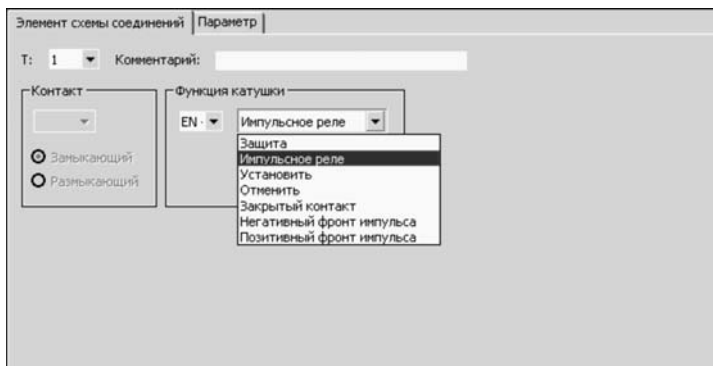 Элемент схемы соединений Параметр
T: 1 Комментарий:
Контакт Функция катушки
EN - Импульсное реле
Замыкающий
Размыкающий
Защита
Импульсное реле
Установить
Отменить
Закрытый контакт
Негативный фронт импульса
Позитивный фронт импульса